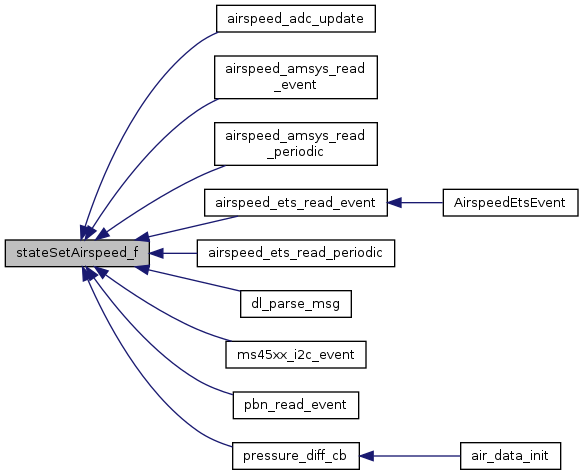 airspeed_adc_update
airspeed_amsys_read
_event
airspeed_amsys_read
_periodic
airspeed_ets_read_event
AirspeedEtsEvent
stateSetAirspeed_f
airspeed_ets_read_periodic
dl_parse_msg
ms45xx_i2c_event
pbn_read_event
pressure_diff_cb
air_data_init